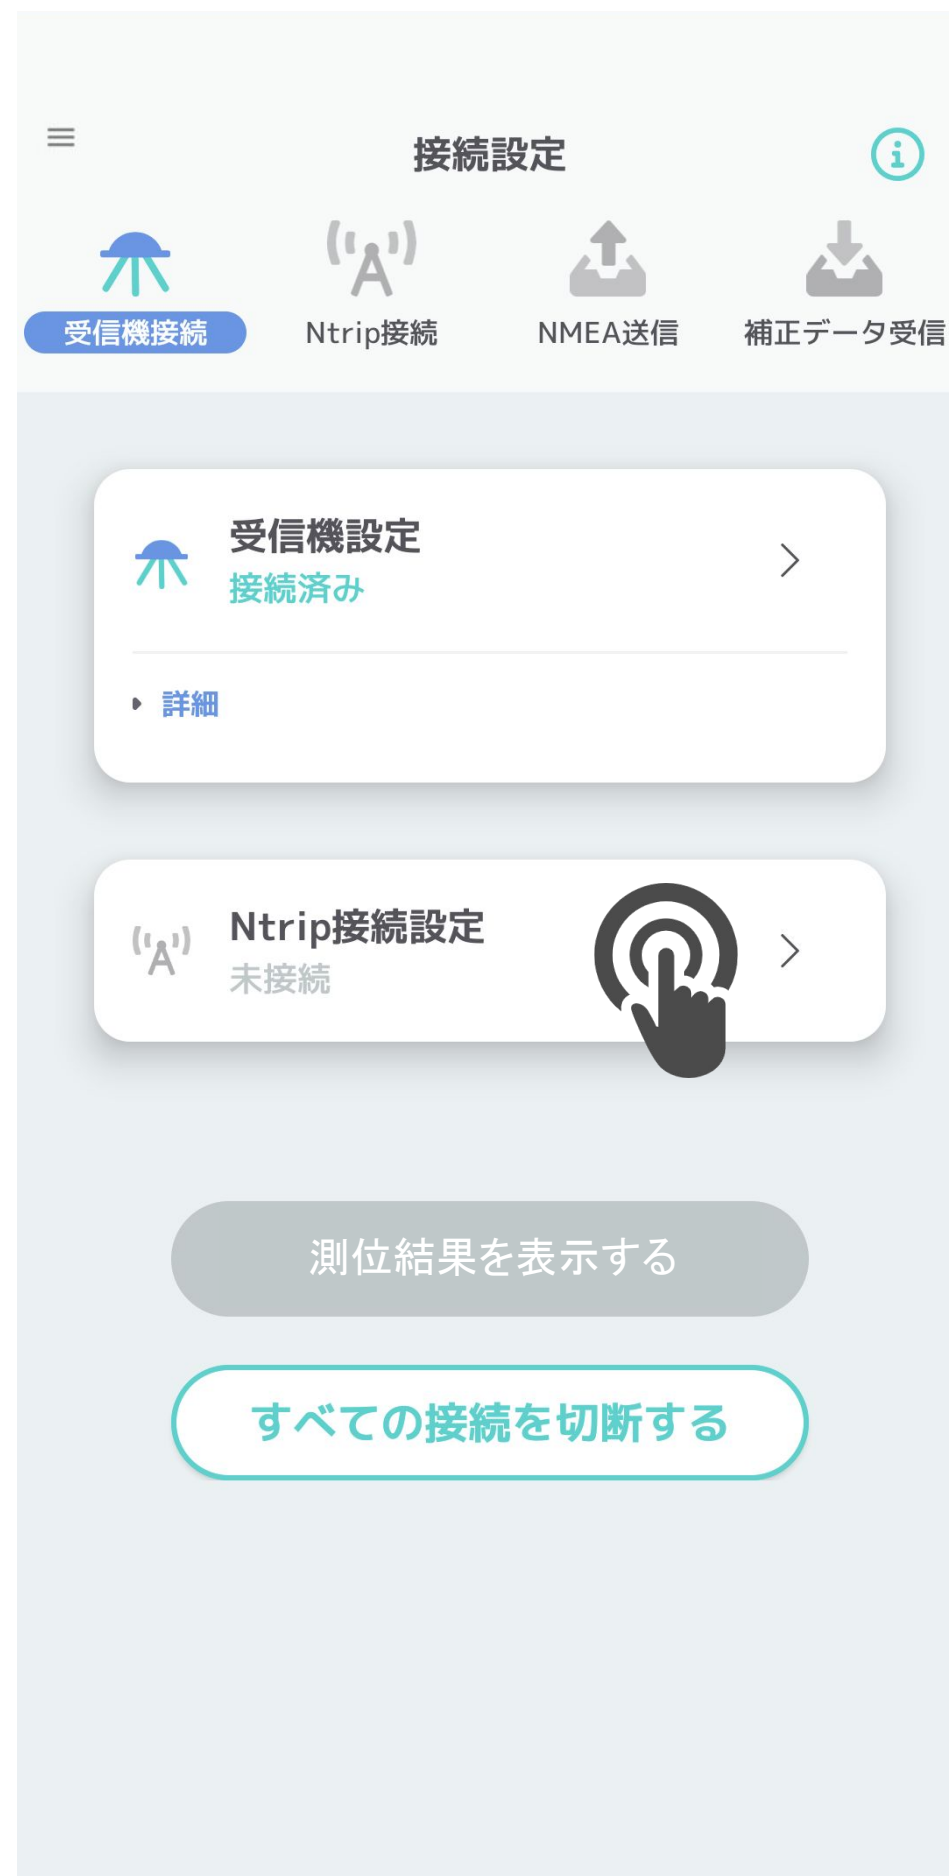 接続設定
受信機接続 Ntrip接続 NMEA送信 補正データ受信
受信機設定
接続済み
詳細
Ntrip接続設定
未接続
測位結果を表示する
すべての接続を切断する